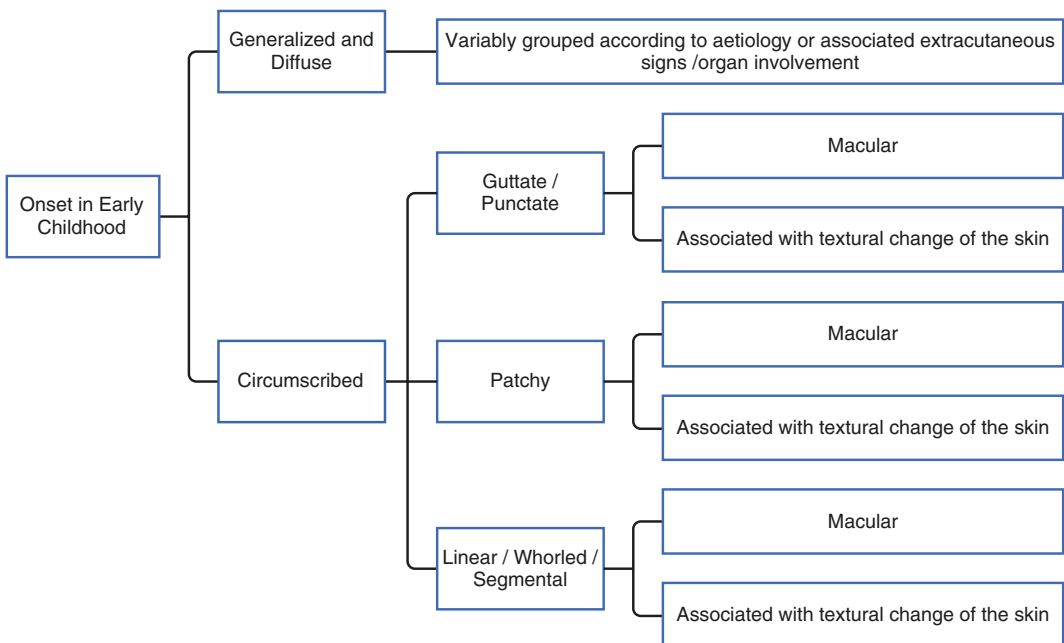 Generalized and
Diffuse
Variably grouped according to aetiology or associated extracutaneous
signs /organ involvement
Onset in Early
Childhood
Circumscribed
Guttate /
Punctate
Macular
Associated with textural change of the skin
Patchy
Macular
Associated with textural change of the skin
Linear / Whorled /
Segmental
Macular
Associated with textural change of the skin